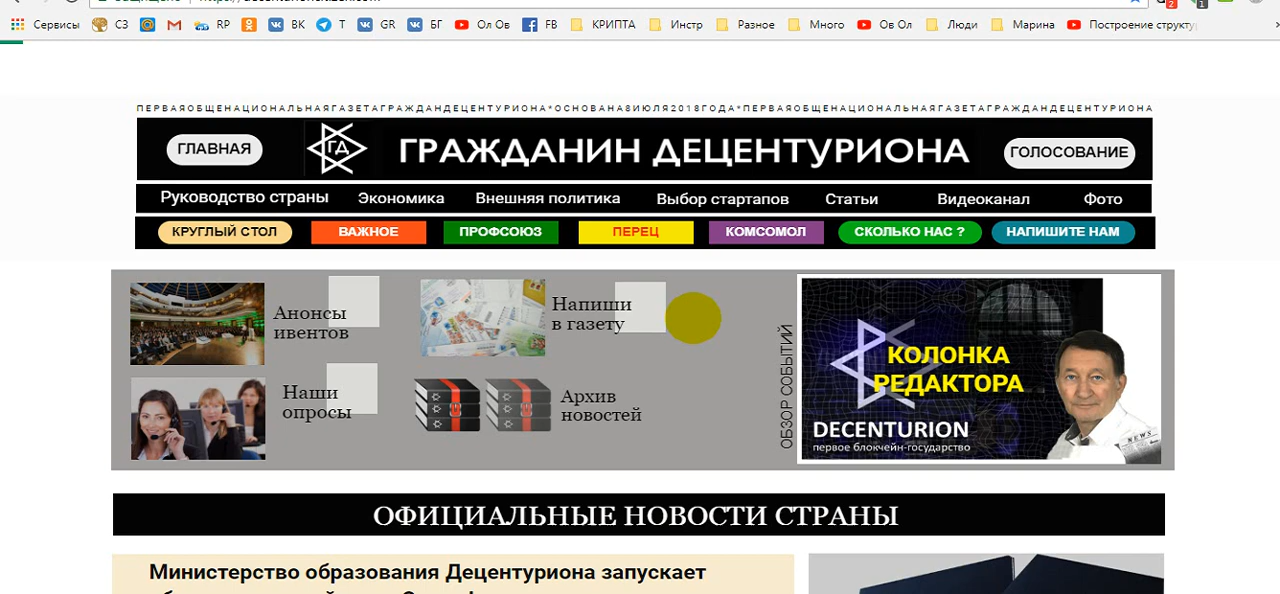 Сервисы СЗ RP ВК Т GR БГ Ол Ов FB КРИПТА Инстр Разное Много Ов Ол Люди Марина Построение структу
ПЕРВАЯОБЩЕНАЦИОНАЛЬНАЯГАЗЕТАГРАЖДАНДЕЦЕНТУРИОНА*ОСНОВАНА8ИЮЛЯ2018ГОДА*ПЕРВАЯОБЩЕНАЦИОНАЛЬНАЯГАЗЕТАГРАЖДАНДЕЦЕНТУРИОНА
ГЛАВНАЯ ГД ГРАЖДАНИН ДЕЦЕНТУРИОНА ГОЛОСОВАНИЕ
Руководство страны Экономика Внешняя политика Выбор стартапов Статьи Видеоканал Фото
КРУГЛЫЙ СТОЛ ВАЖНОЕ ПРОФСОЮЗ ПЕРЕЦ КОМСОМОЛ СКОЛЬКО НАС ? НАПИШИТЕ НАМ
Анонсы
ивентов
Напиши
в газету
Наши
опросы
Архив
новостей
ОБЗОР СОБЫТИЙ
КОЛОНКА
РЕДАКТОРА
DECENTURION
первое блокчейн-государство
NEWS
ОФИЦИАЛЬНЫЕ НОВОСТИ СТРАНЫ
Министерство образования Децентуриона запускает